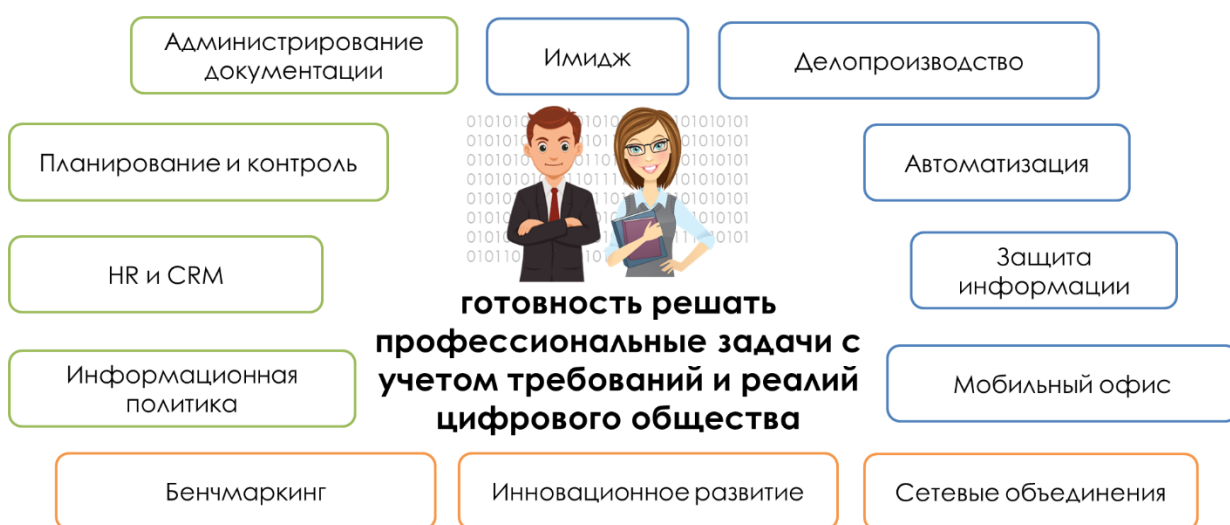 Администрирование
документации
Имидж
Делопроизводство
Планирование и контроль
Автоматизация
HR и CRM
Защита
информации
готовность решать
профессиональные задачи с
учетом требований и реалий
цифрового общества
Информационная
политика
Мобильный офис
Бенчмаркинг
Инновационное развитие
Сетевые объединения